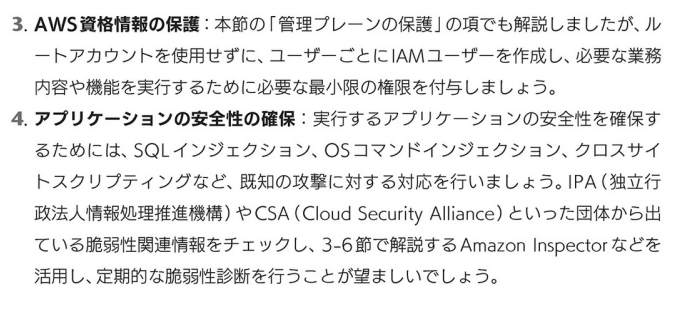 3. AWS資格情報の保護：本節の「管理プレーンの保護」の項でも解説しましたが、ル
ートアカウントを使用せずに、ユーザーごとにIAMユーザーを作成し、必要な業務
内容や機能を実行するために必要な最小限の権限を付与しましょう。
4. アプリケーションの安全性の確保：実行するアプリケーションの安全性を確保す
るためには、SQLインジェクション、OSコマンドインジェクション、クロスサイ
トスクリプティングなど、既知の攻撃に対する対応を行いましょう。IPA（独立行
政法人情報処理推進機構）やCSA（Cloud Security Alliance）といった団体から出
ている脆弱性関連情報をチェックし、3-6節で解説するAmazon Inspectorなどを
活用し、定期的な脆弱性診断を行うことが望ましいでしょう。